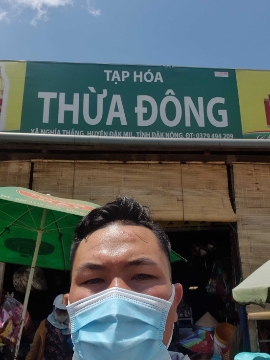 TẠP HÓA
THỪA ĐÔNG
XÃ NGHĨA THẮNG, HUYỆN ĐĂK MIL, TỈNH ĐĂK NÔNG. ĐT: 0379 494 209